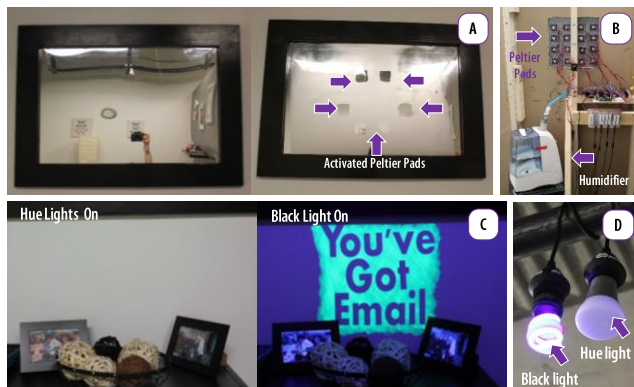 A
Activated Peltier Pads
B
Peltier
Pads
Humidifier
Hue Lights On
Black Light On
C
You've
Got
Email
D
Hue light
Black light